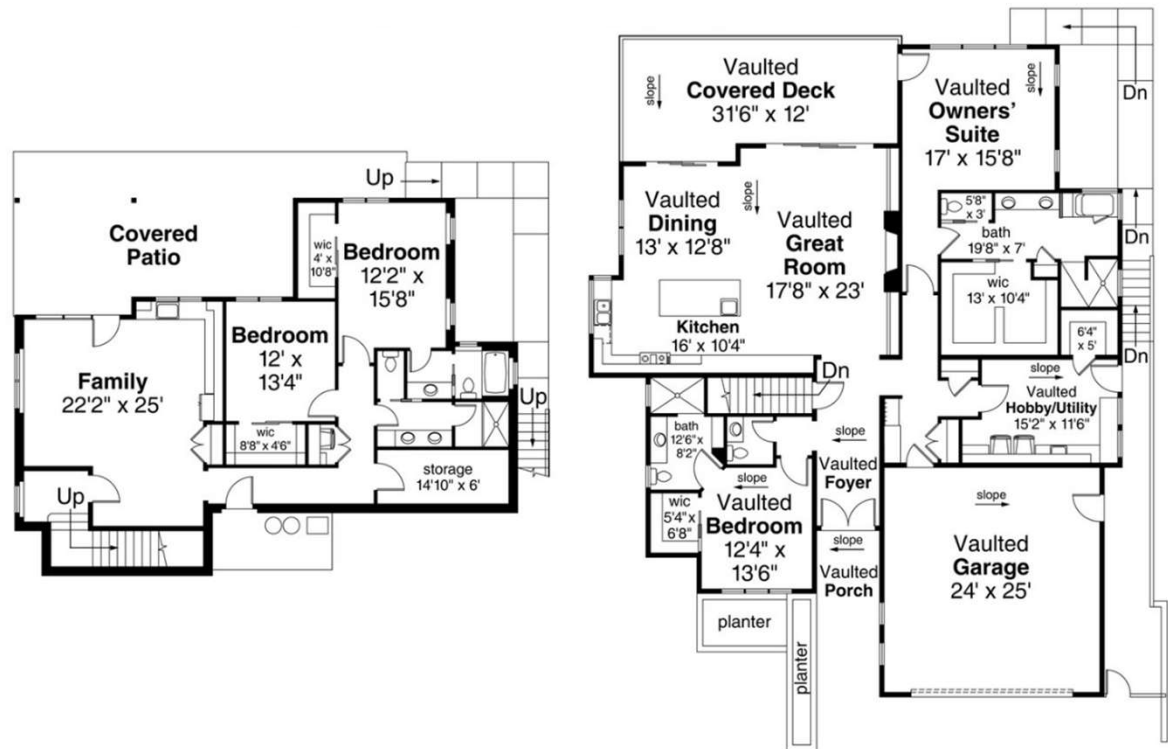 Up
Covered
Patio
wic
4' x
10'8"
Bedroom
12'2" x
15'8"
Bedroom
12' x
13'4"
Family
22'2" x 25'
wic
8'8" x 4'6"
Up
storage
14'10" x 6'
Up
Vaulted
Covered Deck
31'6" x 12'
slope
Vaulted
Owners'
Suite
17' x 15'8"
slope
Dn
Vaulted
Dining
13' x 12'8"
slope
Vaulted
Great
Room
17'8" x 23'
5'8"
x 3'
bath
19'8" x 7'
Dn
wic
13' x 10'4"
Kitchen
16' x 10'4"
6'4"
x 5'
Dn
Dn
slope
Vaulted
Hobby/Utility
15'2" x 11'6"
bath
12'6" x
8'2"
slope
Vaulted
Foyer
slope
wic
5'4" x
6'8"
Vaulted
Bedroom
12'4" x
13'6"
slope
Vaulted
Porch
slope
Vaulted
Garage
24' x 25'
planter
planter